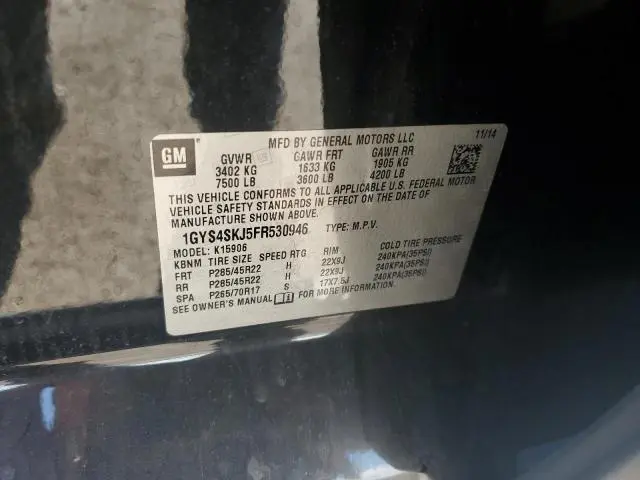 MFD BY GENERAL MOTORS LLC 11/14
GM GVWR GAWR FRT GAWR RR
3402 KG 1633 KG 1905 KG
7500 LB 3600 LB 4200 LB
THIS VEHICLE CONFORMS TO ALL APPLICABLE U.S. FEDERAL MOTOR
VEHICLE SAFETY STANDARDS IN EFFECT ON THE DATE OF
MANUFACTURE SHOWN ABOVE.
1GYS4SKJ5FR530946 TYPE: M.P.V.
MODEL: K15906
KBNM TIRE SIZE SPEED RTG RIM COLD TIRE PRESSURE
FRT P285/45R22 H 22X9J 240KPA(35PSI)
RR P285/45R22 H 22X9J 240KPA(35PSI)
SPA P265/70R17 S 17X7.5J 240KPA(35PSI)
SEE OWNER'S MANUAL FOR MORE INFORMATION.